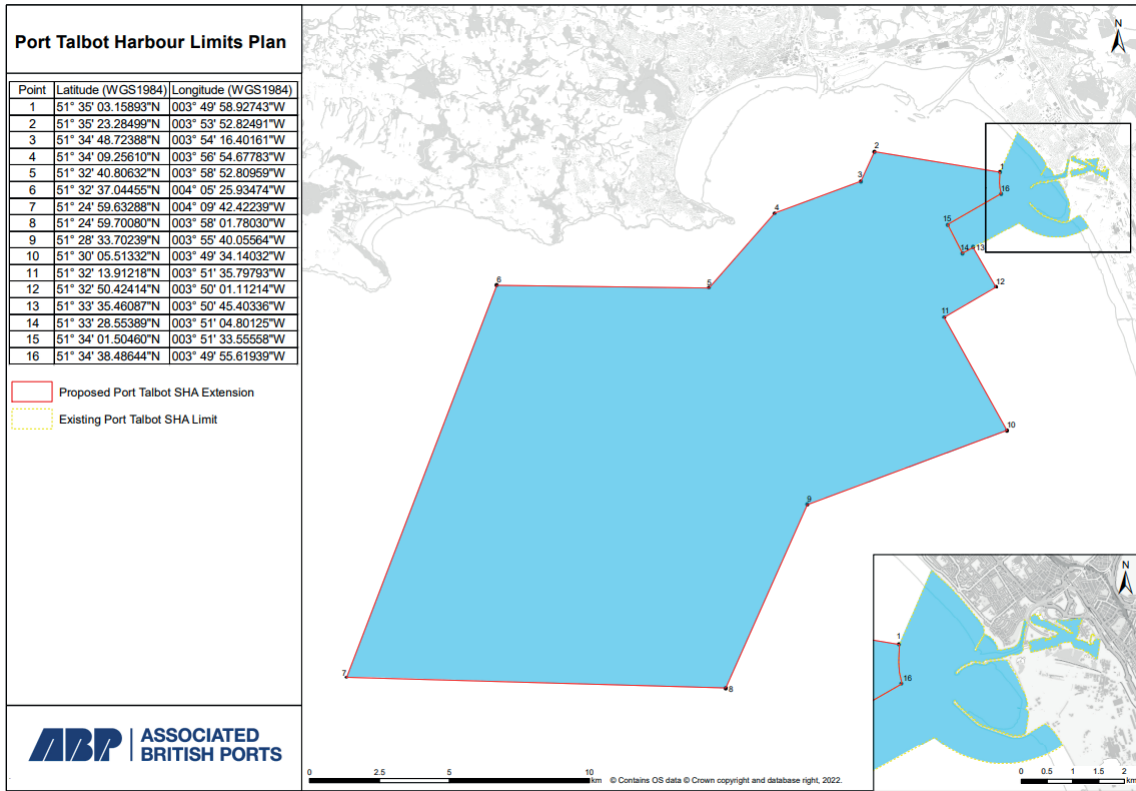 Port Talbot Harbour Limits Plan
Point Latitude (WGS1984) Longitude (WGS1984)
1 51° 35' 03.15893"N 003° 49' 58.92743"W
2 51° 35' 23.28499"N 003° 53' 52.82491"W
3 51° 34' 48.72388"N 003° 54' 16.40161"W
4 51° 34' 09.25610"N 003° 56' 54.67783"W
5 51° 32' 40.80632"N 003° 58' 52.80959"W
6 51° 32' 37.04455"N 004° 05' 25.93474"W
7 51° 24' 59.63288"N 004° 09' 42.42239"W
8 51° 24' 59.70080"N 003° 58' 01.78030"W
9 51° 28' 33.70239"N 003° 55' 40.05564"W
10 51° 30' 05.51332"N 003° 49' 34.14032"W
11 51° 32' 13.91218"N 003° 51' 35.79793"W
12 51° 32' 50.42414"N 003° 50' 01.11214"W
13 51° 33' 35.46087"N 003° 50' 45.40336"W
14 51° 33' 28.55389"N 003° 51' 04.80125"W
15 51° 34' 01.50460"N 003° 51' 33.55558"W
16 51° 34' 38.48644"N 003° 49' 55.61939"W
Proposed Port Talbot SHA Extension
Existing Port Talbot SHA Limit
ABP ASSOCIATED
BRITISH PORTS
N
2
1
3
16
4
15
14 13
12
6
5
11
10
9
7
8
0 2.5 5 10
km
© Contains OS data © Crown copyright and database right, 2022.
N
1
16
0 0.5 1 1.5 2
km